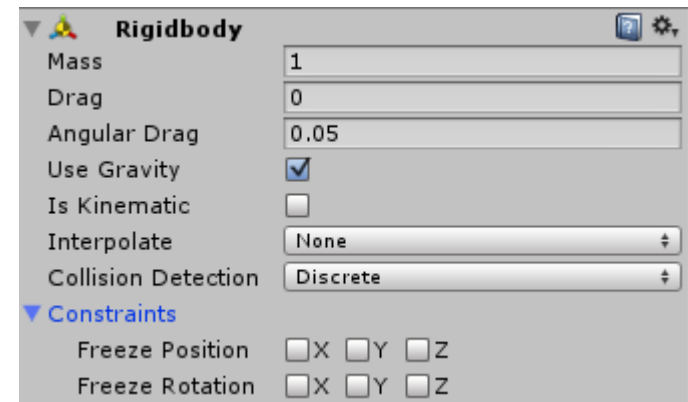 Rigidbody
Mass 1
Drag 0
Angular Drag 0.05
Use Gravity
Is Kinematic
Interpolate None
Collision Detection Discrete
Constraints
Freeze Position X Y Z
Freeze Rotation X Y Z